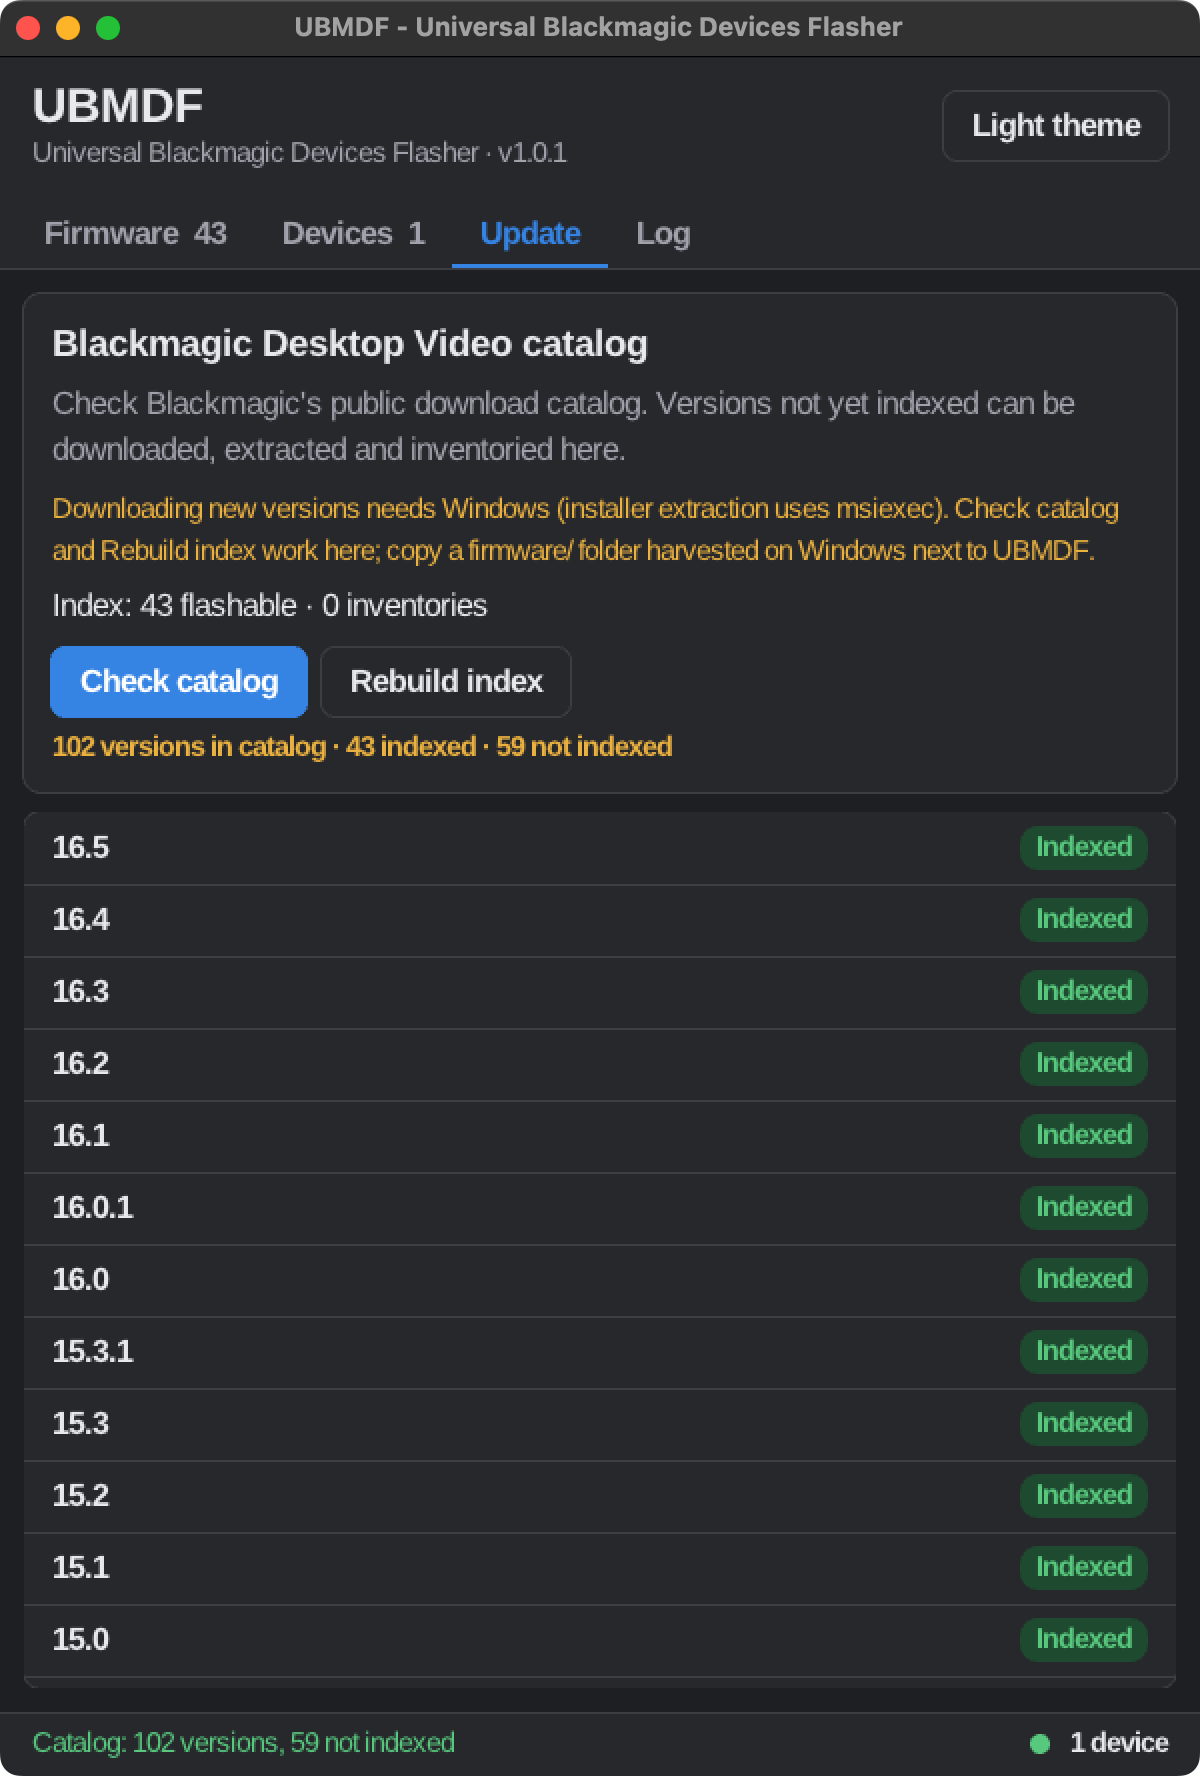 UBMDF - Universal Blackmagic Devices Flasher
UBMDF
Universal Blackmagic Devices Flasher · v1.0.1
Light theme
Firmware 43 Devices 1 Update Log
Blackmagic Desktop Video catalog
Check Blackmagic's public download catalog. Versions not yet indexed can be
downloaded, extracted and inventoried here.
Downloading new versions needs Windows (installer extraction uses msiexec). Check catalog
and Rebuild index work here; copy a firmware/ folder harvested on Windows next to UBMDF.
Index: 43 flashable · 0 inventories
Check catalog Rebuild index
102 versions in catalog · 43 indexed · 59 not indexed
16.5 Indexed
16.4 Indexed
16.3 Indexed
16.2 Indexed
16.1 Indexed
16.0.1 Indexed
16.0 Indexed
15.3.1 Indexed
15.3 Indexed
15.2 Indexed
15.1 Indexed
15.0 Indexed
Catalog: 102 versions, 59 not indexed 1 device